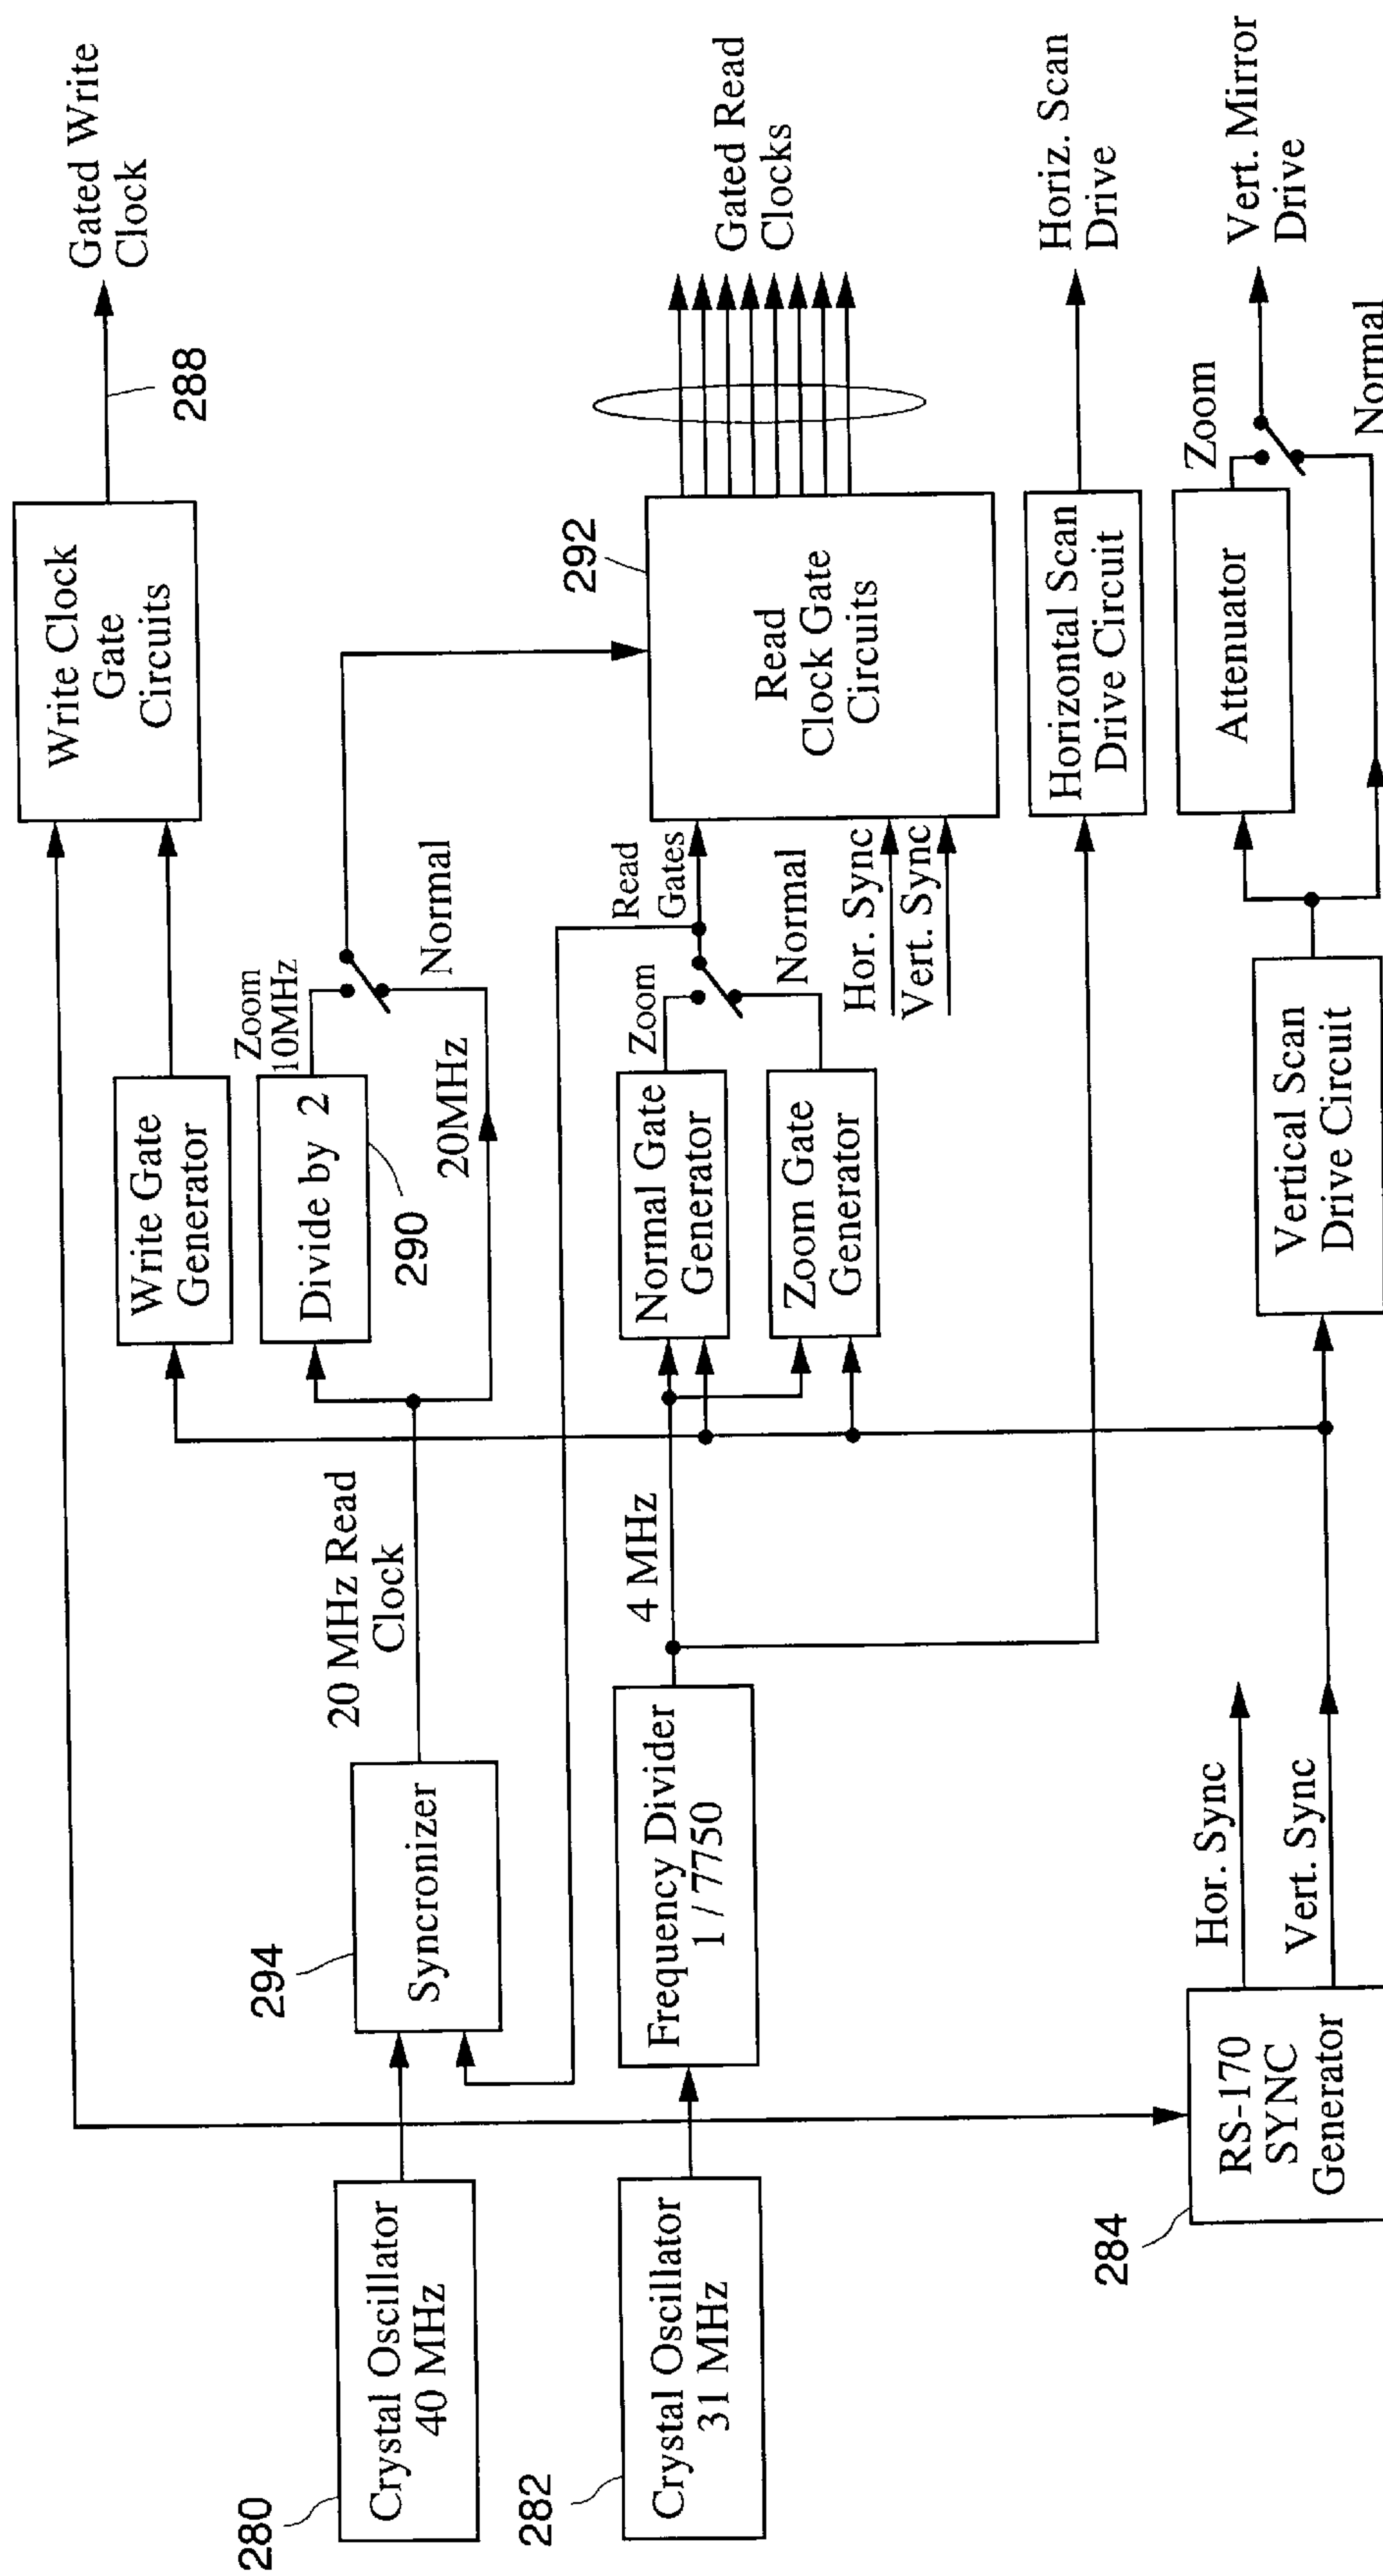 Gated Write
Clock
288
Write Clock
Gate
Circuits
Write Gate
Generator
Zoom
10MHz
Divide by 2
290
Normal
20MHz
20 MHz Read
Clock
Syncronizer
294
Crystal Oscillator
40 MHz
280
Gated Read
Clocks
292
Read
Clock Gate
Circuits
Read
Gates
Zoom
Normal
Hor. Sync
Vert. Sync
Normal Gate
Generator
Zoom Gate
Generator
4 MHz
Frequency Divider
1 / 7750
Crystal Oscillator
31 MHz
282
Horiz. Scan
Drive
Horizontal Scan
Drive Circuit
Vert. Mirror
Drive
Zoom
Normal
Attenuator
Vertical Scan
Drive Circuit
Hor. Sync
Vert. Sync
RS-170
SYNC
Generator
284